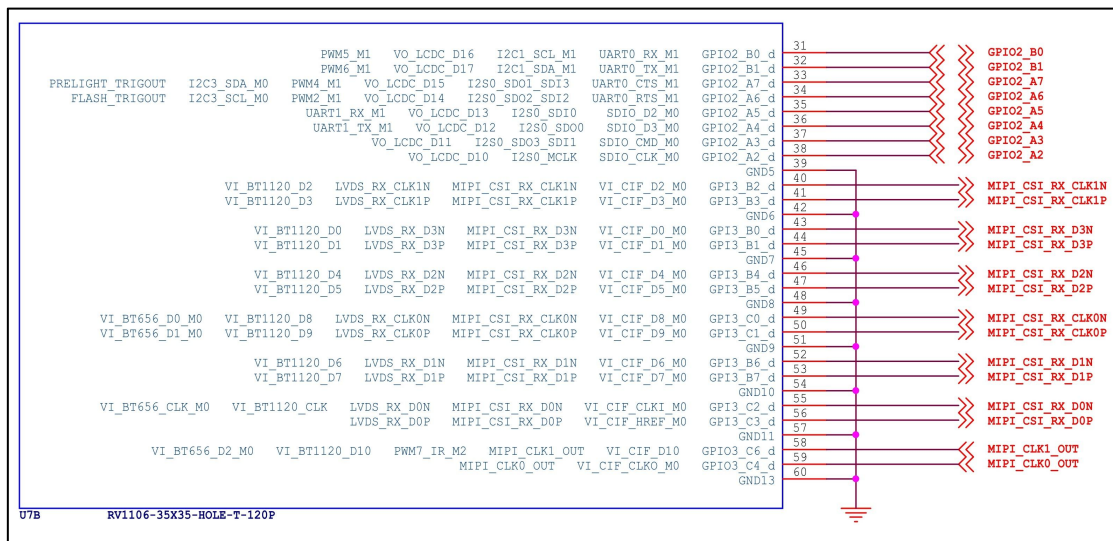 31
PWM5_M1 VO_LCDC_D16 I2C1_SCL_M1 UART0_RX_M1 GPIO2_B0_d GPIO2_B0
32
PWM6_M1 VO_LCDC_D17 I2C1_SDA_M1 UART0_TX_M1 GPIO2_B1_d GPIO2_B1
33
PRELIGHT_TRIGOUT I2C3_SDA_M0 PWM4_M1 VO_LCDC_D15 I2S0_SDO1_SDI3 UART0_CTS_M1 GPIO2_A7_d GPIO2_A7
34
FLASH_TRIGOUT I2C3_SCL_M0 PWM2_M1 VO_LCDC_D14 I2S0_SDO2_SDI2 UART0_RTS_M1 GPIO2_A6_d GPIO2_A6
35
UART1_RX_M1 VO_LCDC_D13 I2S0_SDI0 SDIO_D2_M0 GPIO2_A5_d GPIO2_A5
36
UART1_TX_M1 VO_LCDC_D12 I2S0_SDO0 SDIO_D3_M0 GPIO2_A4_d GPIO2_A4
37
VO_LCDC_D11 I2S0_SDO3_SDI1 SDIO_CMD_M0 GPIO2_A3_d GPIO2_A3
38
VO_LCDC_D10 I2S0_MCLK SDIO_CLK_M0 GPIO2_A2_d GPIO2_A2
39
GND5
40
VI_BT1120_D2 LVDS_RX_CLK1N MIPI_CSI_RX_CLK1N VI_CIF_D2_M0 GPI3_B2_d MIPI_CSI_RX_CLK1N
41
VI_BT1120_D3 LVDS_RX_CLK1P MIPI_CSI_RX_CLK1P VI_CIF_D3_M0 GPI3_B3_d MIPI_CSI_RX_CLK1P
42
GND6
43
VI_BT1120_D0 LVDS_RX_D3N MIPI_CSI_RX_D3N VI_CIF_D0_M0 GPI3_B0_d MIPI_CSI_RX_D3N
44
VI_BT1120_D1 LVDS_RX_D3P MIPI_CSI_RX_D3P VI_CIF_D1_M0 GPI3_B1_d MIPI_CSI_RX_D3P
45
GND7
46
VI_BT1120_D4 LVDS_RX_D2N MIPI_CSI_RX_D2N VI_CIF_D4_M0 GPI3_B4_d MIPI_CSI_RX_D2N
47
VI_BT1120_D5 LVDS_RX_D2P MIPI_CSI_RX_D2P VI_CIF_D5_M0 GPI3_B5_d MIPI_CSI_RX_D2P
48
GND8
49
VI_BT656_D0_M0 VI_BT1120_D8 LVDS_RX_CLK0N MIPI_CSI_RX_CLK0N VI_CIF_D8_M0 GPI3_C0_d MIPI_CSI_RX_CLK0N
50
VI_BT656_D1_M0 VI_BT1120_D9 LVDS_RX_CLK0P MIPI_CSI_RX_CLK0P VI_CIF_D9_M0 GPI3_C1_d MIPI_CSI_RX_CLK0P
51
GND9
52
VI_BT1120_D6 LVDS_RX_D1N MIPI_CSI_RX_D1N VI_CIF_D6_M0 GPI3_B6_d MIPI_CSI_RX_D1N
53
VI_BT1120_D7 LVDS_RX_D1P MIPI_CSI_RX_D1P VI_CIF_D7_M0 GPI3_B7_d MIPI_CSI_RX_D1P
54
GND10
55
VI_BT656_CLK_M0 VI_BT1120_CLK LVDS_RX_D0N MIPI_CSI_RX_D0N VI_CIF_CLKI_M0 GPI3_C2_d MIPI_CSI_RX_D0N
56
LVDS_RX_D0P MIPI_CSI_RX_D0P VI_CIF_HREF_M0 GPI3_C3_d MIPI_CSI_RX_D0P
57
GND11
58
VI_BT656_D2_M0 VI_BT1120_D10 PWM7_IR_M2 MIPI_CLK1_OUT VI_CIF_D10 GPIO3_C6_d MIPI_CLK1_OUT
59
MIPI_CLK0_OUT VI_CIF_CLKO_M0 GPIO3_C4_d MIPI_CLK0_OUT
60
GND13
U7B RV1106-35X35-HOLE-T-120P